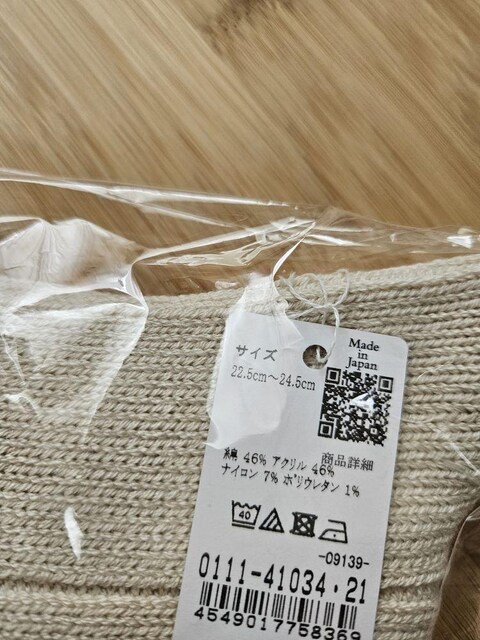 サイズ
22.5cm～24.5cm
Made
in
Japan
商品詳細
綿 46% アクリル 46%
ナイロン 7% ポリウレタン 1%
40
-09139-
0111-41034・21
4549017758359